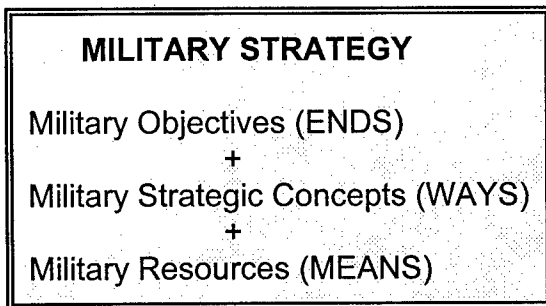 MILITARY STRATEGY
Military Objectives (ENDS)
+
Military Strategic Concepts (WAYS)
+
Military Resources (MEANS)